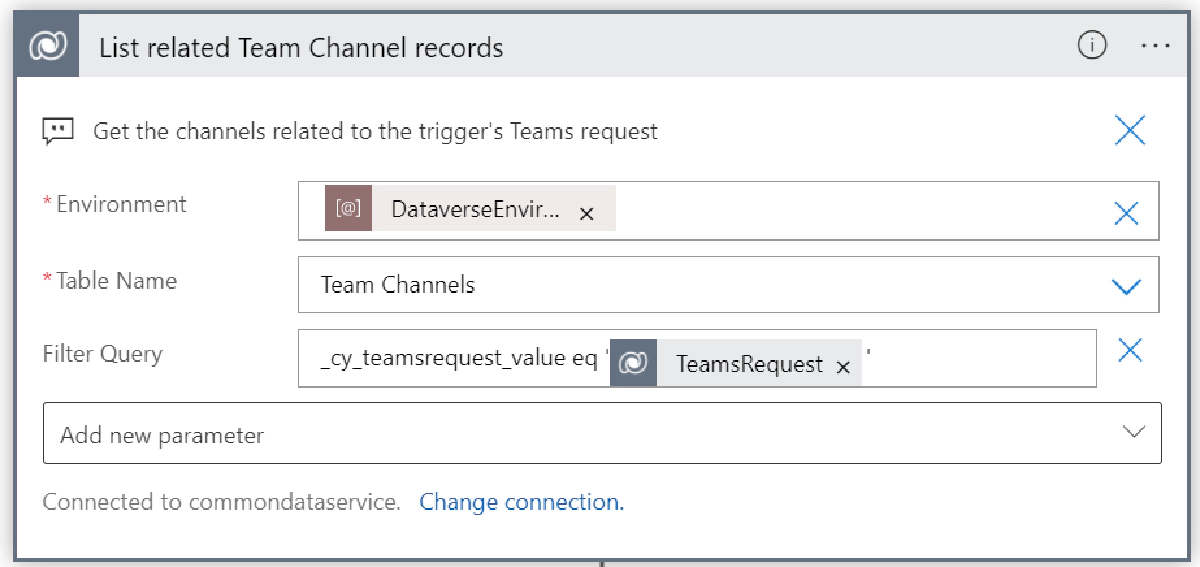 List related Team Channel records
Get the channels related to the trigger's Teams request
* Environment [@] DataverseEnvir... ×
* Table Name Team Channels
Filter Query _cy_teamsrequest_value eq ' TeamsRequest × '
Add new parameter
Connected to commondataservice. Change connection.